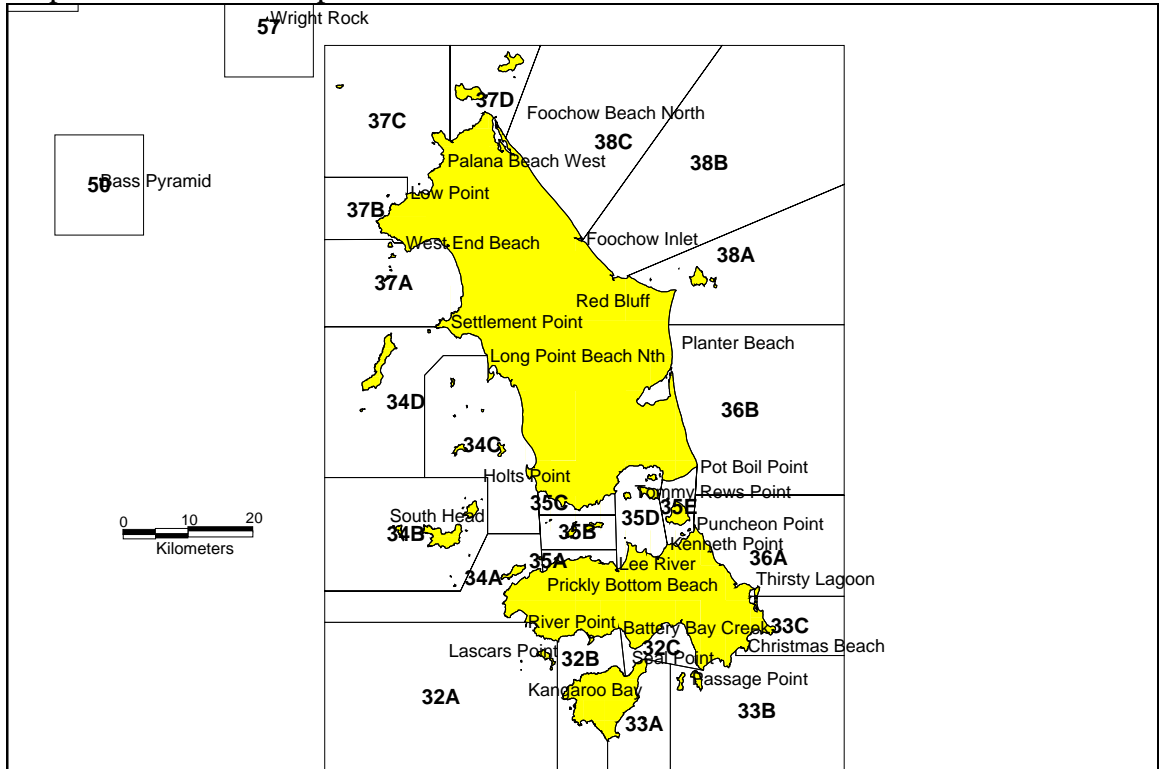 57 Wright Rock
37D
37C
Foochow Beach North
38C
Palana Beach West
38B
50 Bass Pyramid
Low Point
37B
West End Beach
Foochow Inlet
38A
37A
Red Bluff
Settlement Point
Planter Beach
Long Point Beach Nth
34D
36B
34C
Pot Boil Point
Holts Point
Tommy Rews Point
35C
35E
South Head
35D
0 10 20
Kilometers
34B
35B
Puncheon Point
Kenneth Point
36A
35A
Lee River
34A
Thirsty Lagoon
Prickly Bottom Beach
River Point
Battery Bay Creek
33C
Lascars Point
32B
32C
Seal Point
Christmas Beach
Passage Point
Kangaroo Bay
32A
33A
33B